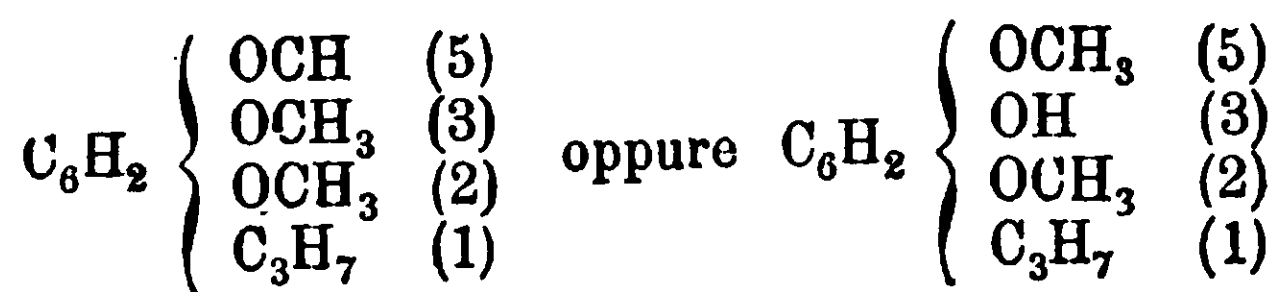 OCH (5) OCH₃ (5)
OCH₃ (3) OH (3)
C₆H₂ oppure C₆H₂
OCH₃ (2) OCH₃ (2)
C₃H₇ (1) C₃H₇ (1)